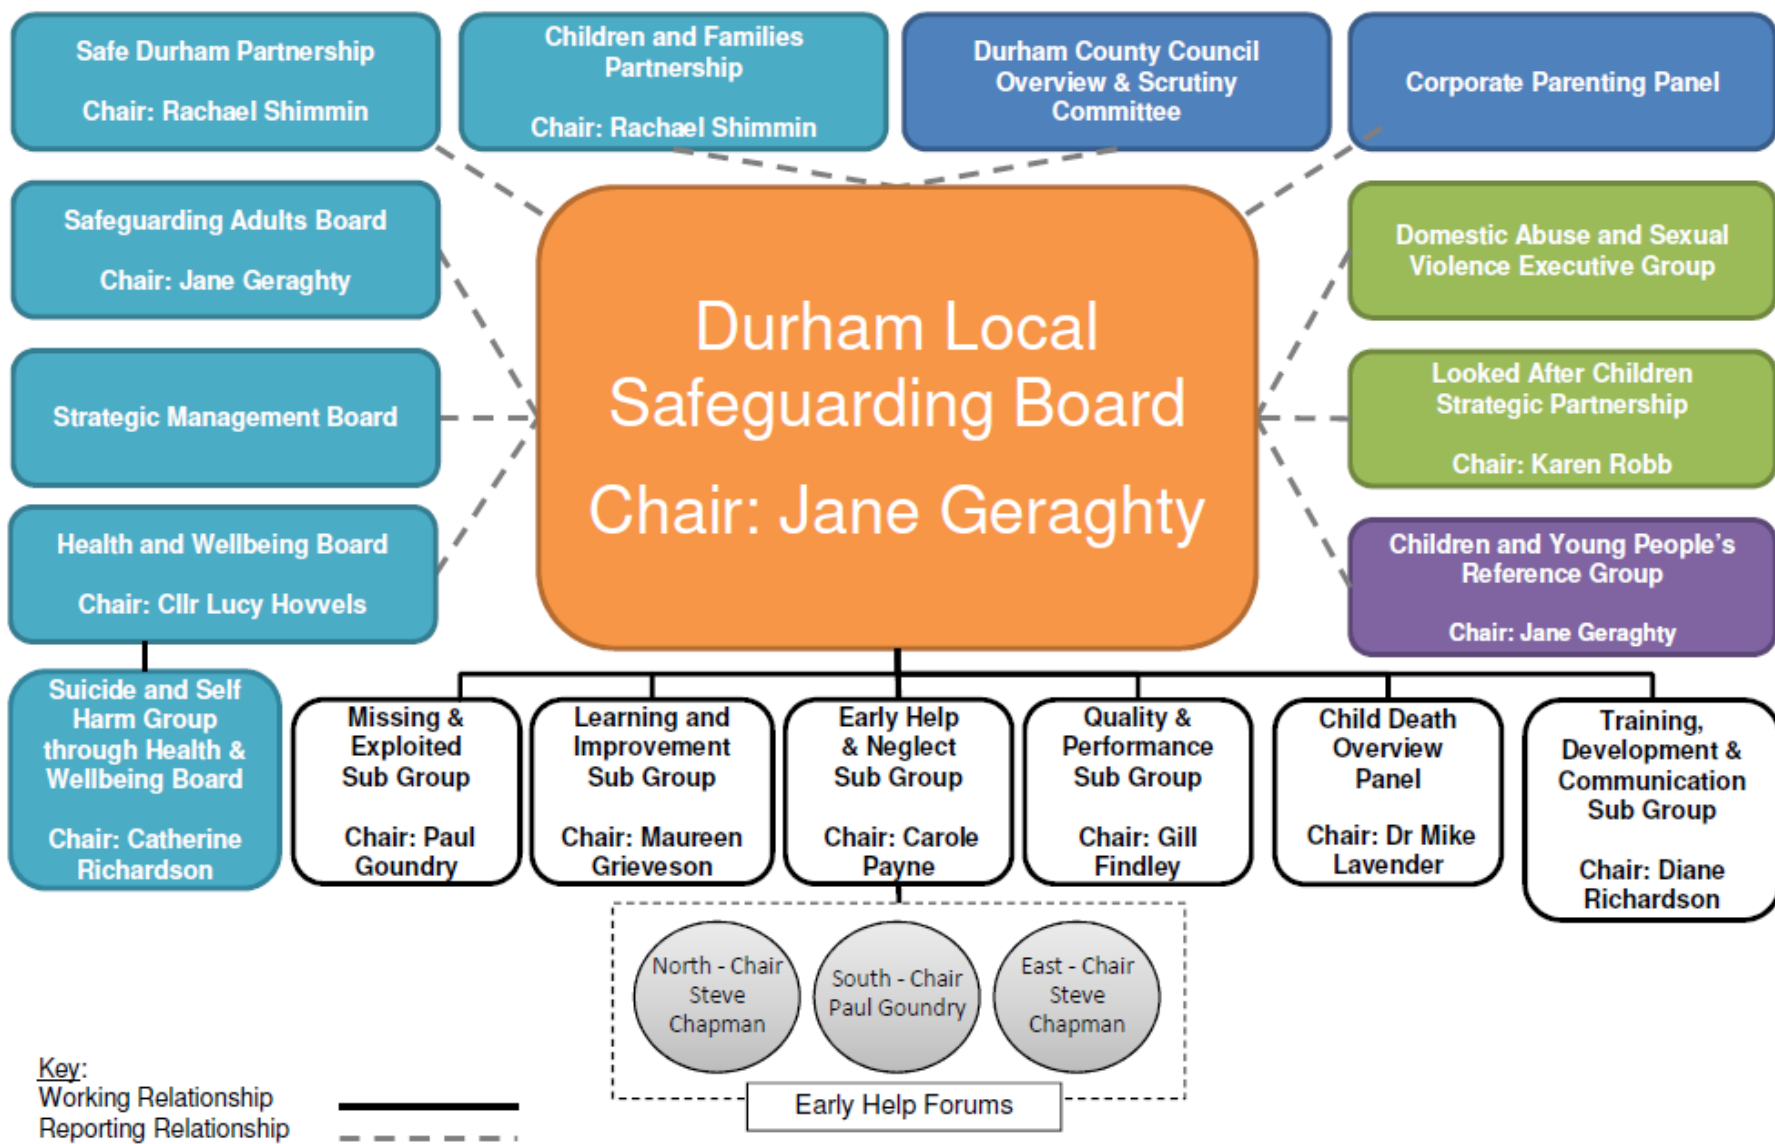 Safe Durham Partnership
Chair: Rachael Shimmin
Children and Families
Partnership
Chair: Rachael Shimmin
Durham County Council
Overview & Scrutiny
Committee
Corporate Parenting Panel
Safeguarding Adults Board
Chair: Jane Geraghty
Strategic Management Board
Health and Wellbeing Board
Chair: Cllr Lucy Hovvels
Durham Local
Safeguarding Board
Chair: Jane Geraghty
Domestic Abuse and Sexual
Violence Executive Group
Looked After Children
Strategic Partnership
Chair: Karen Robb
Children and Young People's
Reference Group
Chair: Jane Geraghty
Suicide and Self
Harm Group
through Health &
Wellbeing Board
Chair: Catherine
Richardson
Missing &
Exploited
Sub Group
Chair: Paul
Goundry
Learning and
Improvement
Sub Group
Chair: Maureen
Grieveson
Early Help
& Neglect
Sub Group
Chair: Carole
Payne
Quality &
Performance
Sub Group
Chair: Gill
Findley
Child Death
Overview
Panel
Chair: Dr Mike
Lavender
Training,
Development &
Communication
Sub Group
Chair: Diane
Richardson
North - Chair
Steve
Chapman
South - Chair
Paul Goundry
East - Chair
Steve
Chapman
Early Help Forums
Key:
Working Relationship
Reporting Relationship